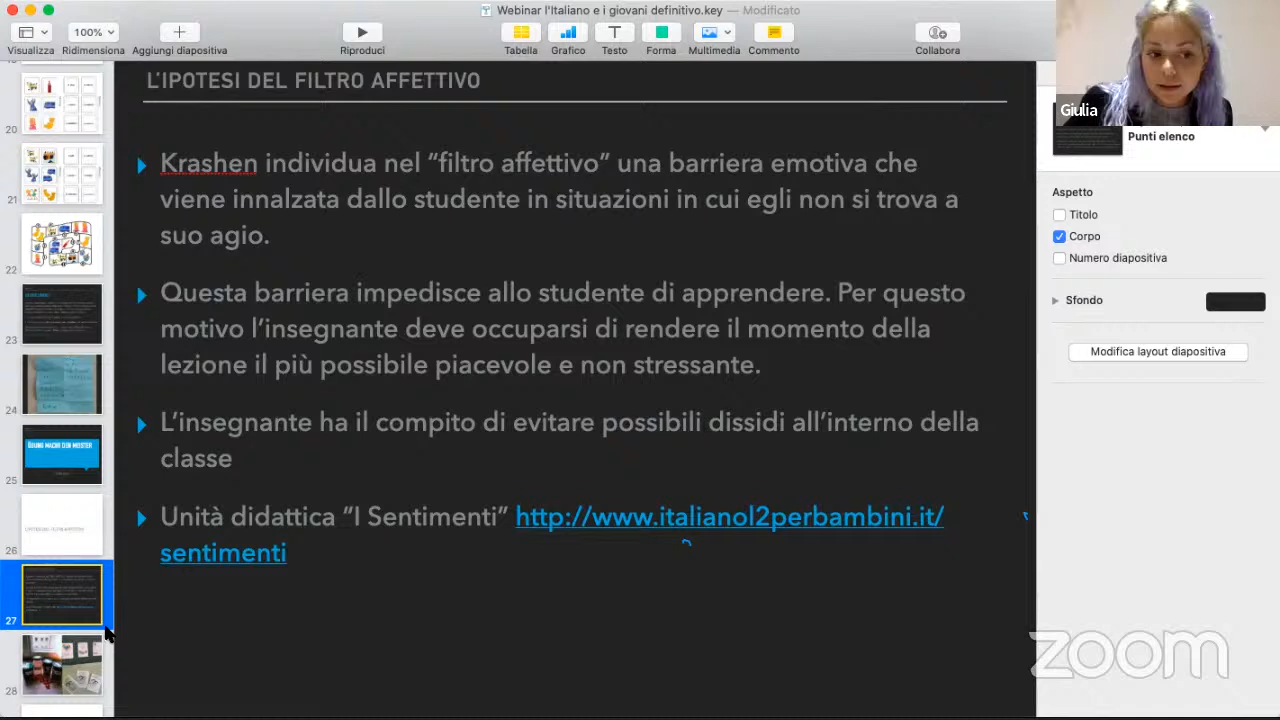 Webinar l'Italiano e i giovani definitivo.key — Modificato
100%
Visualizza Ridimensiona Aggiungi diapositiva Riproduci Tabella Grafico Testo Forma Multimedia Commento Collabora
Giulia
L'IPOTESI DEL FILTRO AFFETTIVO
Krashen individua nel "filtro affettivo" una barriera emotiva che
viene innalzata dallo studente in situazioni in cui egli non si trova a
suo agio.
Questa barriera impedisce allo studente di apprendere. Per questo
motivo l'insegnante deve occuparsi di rendere il momento della
lezione il più possibile piacevole e non stressante.
L'insegnante ha il compito di evitare possibili dissidi all'interno della
classe
Unità didattica "I Sentimenti" http://www.italianol2perbambini.it/
sentimenti
20
21
22
23
24
25
26
27
28
Punti elenco
Aspetto
Titolo
Corpo
Numero diapositiva
Sfondo
Modifica layout diapositiva
zoom